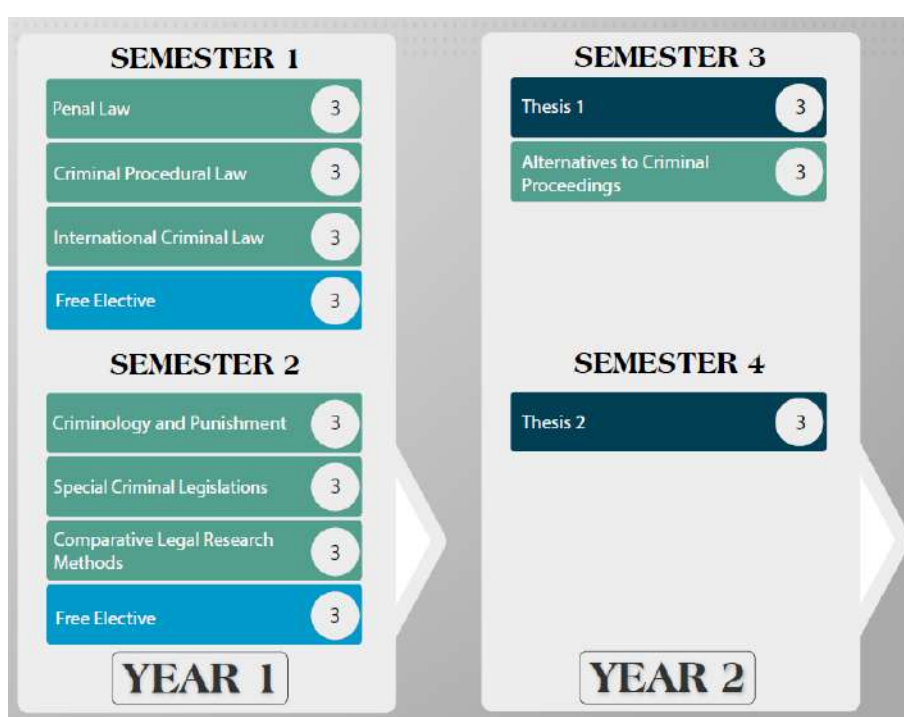 SEMESTER 1
Penal Law 3
Criminal Procedural Law 3
International Criminal Law 3
Free Elective 3
SEMESTER 2
Criminology and Punishment 3
Special Criminal Legislations 3
Comparative Legal Research
Methods 3
Free Elective 3
YEAR 1
SEMESTER 3
Thesis 1 3
Alternatives to Criminal
Proceedings 3
SEMESTER 4
Thesis 2 3
YEAR 2